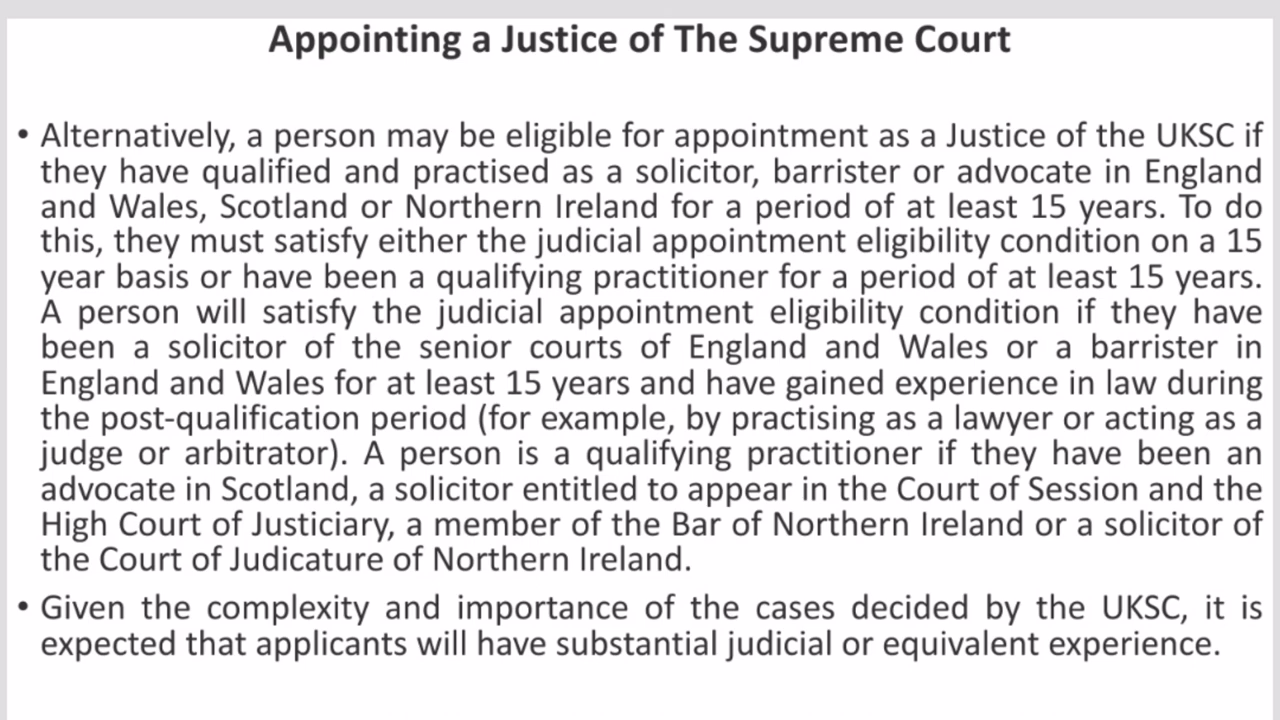 Appointing a Justice of The Supreme Court
• Alternatively, a person may be eligible for appointment as a Justice of the UKSC if
they have qualified and practised as a solicitor, barrister or advocate in England
and Wales, Scotland or Northern Ireland for a period of at least 15 years. To do
this, they must satisfy either the judicial appointment eligibility condition on a 15
year basis or have been a qualifying practitioner for a period of at least 15 years.
A person will satisfy the judicial appointment eligibility condition if they have
been a solicitor of the senior courts of England and Wales or a barrister in
England and Wales for at least 15 years and have gained experience in law during
the post-qualification period (for example, by practising as a lawyer or acting as a
judge or arbitrator). A person is a qualifying practitioner if they have been an
advocate in Scotland, a solicitor entitled to appear in the Court of Session and the
High Court of Justiciary, a member of the Bar of Northern Ireland or a solicitor of
the Court of Judicature of Northern Ireland.
• Given the complexity and importance of the cases decided by the UKSC, it is
expected that applicants will have substantial judicial or equivalent experience.